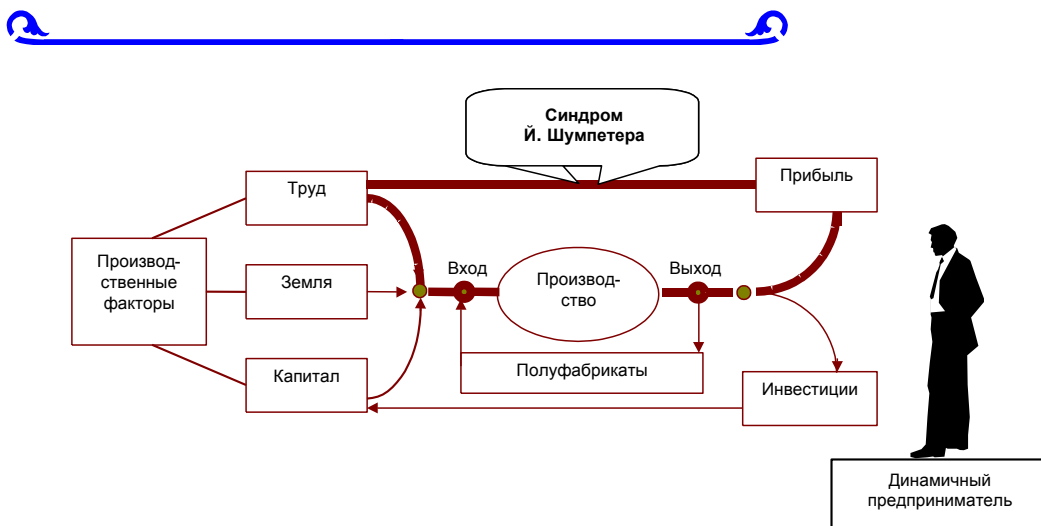 Синдром
Й. Шумпетера
Труд
Прибыль
Производ-
ственные
факторы
Земля
Вход
Производ-
ство
Выход
Капитал
Полуфабрикаты
Инвестиции
Динамичный
предприниматель